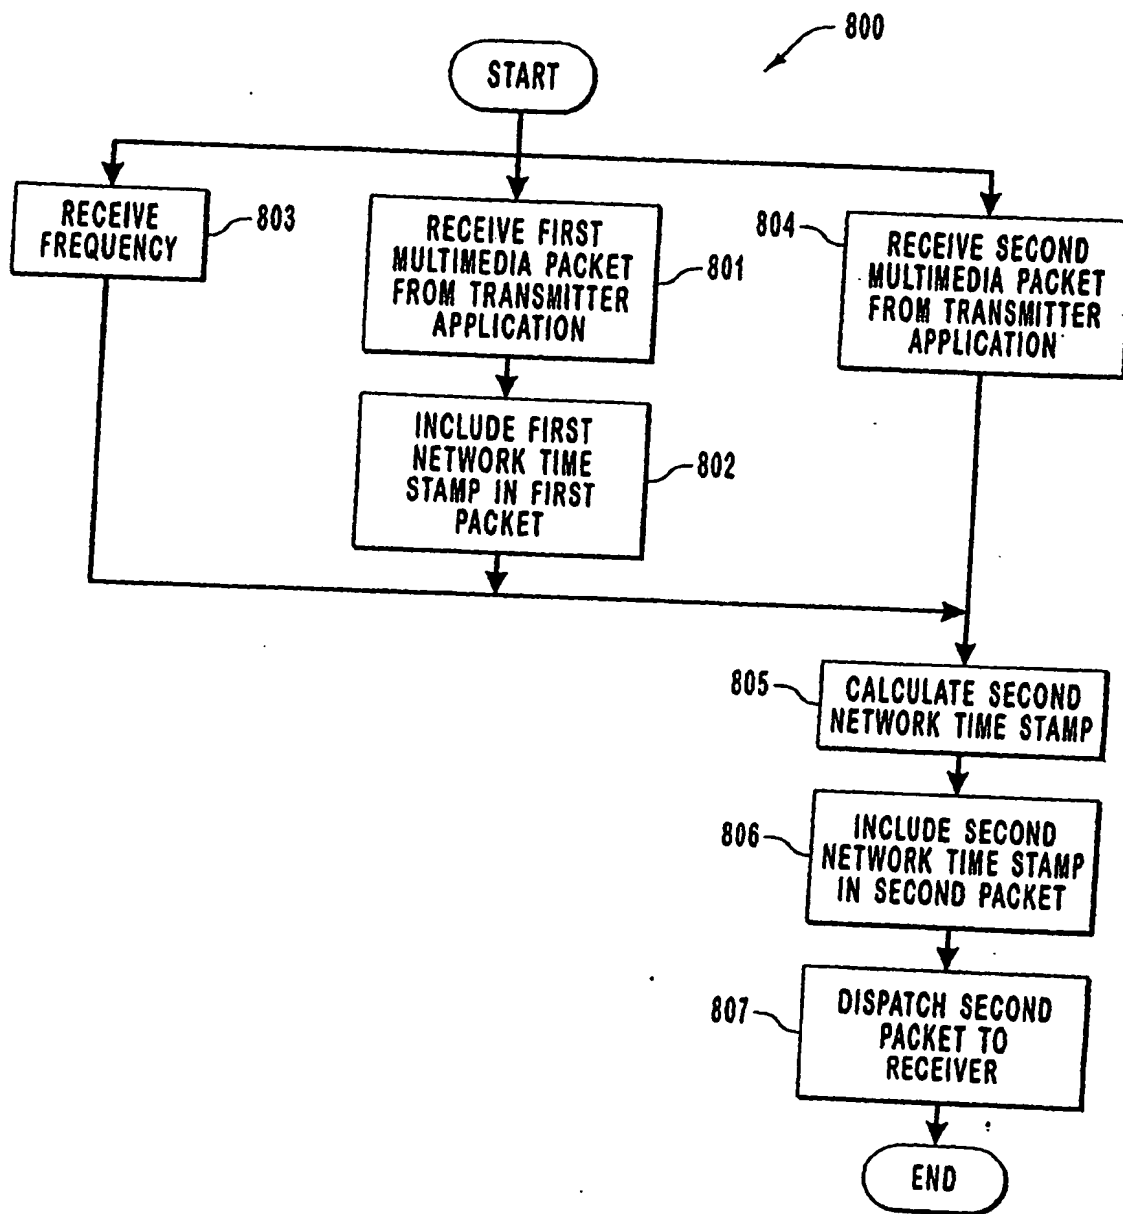 800
START
RECEIVE
FREQUENCY
803
RECEIVE FIRST
MULTIMEDIA PACKET
FROM TRANSMITTER
APPLICATION
801
804
RECEIVE SECOND
MULTIMEDIA PACKET
FROM TRANSMITTER
APPLICATION
INCLUDE FIRST
NETWORK TIME
STAMP IN FIRST
PACKET
802
805
CALCULATE SECOND
NETWORK TIME STAMP
806
INCLUDE SECOND
NETWORK TIME STAMP
IN SECOND PACKET
807
DISPATCH SECOND
PACKET TO
RECEIVER
END